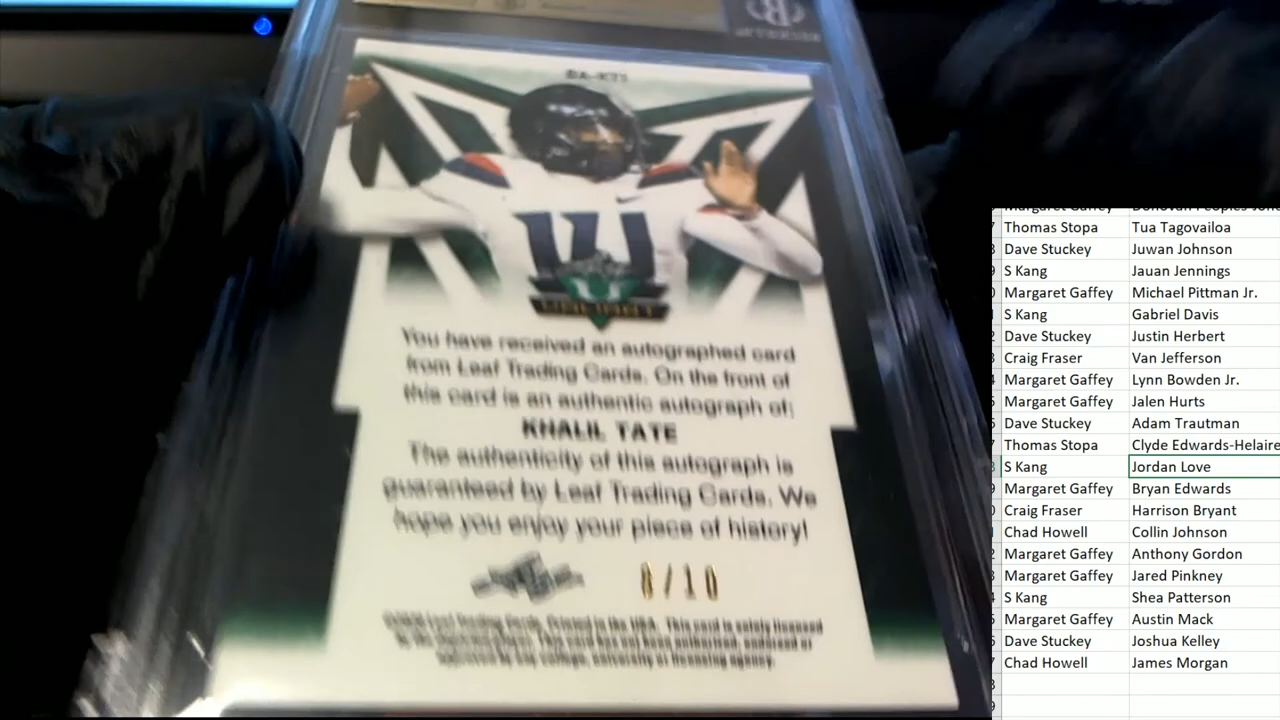 BA-KT1
You have received an autographed card
from Leaf Trading Cards. On the front of
this card is an authentic autograph of:
KHALIL TATE
The authenticity of this autograph is
guaranteed by Leaf Trading Cards. We
hope you enjoy your piece of history!
8/10
Thomas Stopa Tua Tagovailoa
Dave Stuckey Juwan Johnson
S Kang Jauan Jennings
Margaret Gaffey Michael Pittman Jr.
S Kang Gabriel Davis
Dave Stuckey Justin Herbert
Craig Fraser Van Jefferson
Margaret Gaffey Lynn Bowden Jr.
Margaret Gaffey Jalen Hurts
Dave Stuckey Adam Trautman
Thomas Stopa Clyde Edwards-Helaire
S Kang Jordan Love
Margaret Gaffey Bryan Edwards
Craig Fraser Harrison Bryant
Chad Howell Collin Johnson
Margaret Gaffey Anthony Gordon
Margaret Gaffey Jared Pinkney
S Kang Shea Patterson
Margaret Gaffey Austin Mack
Dave Stuckey Joshua Kelley
Chad Howell James Morgan